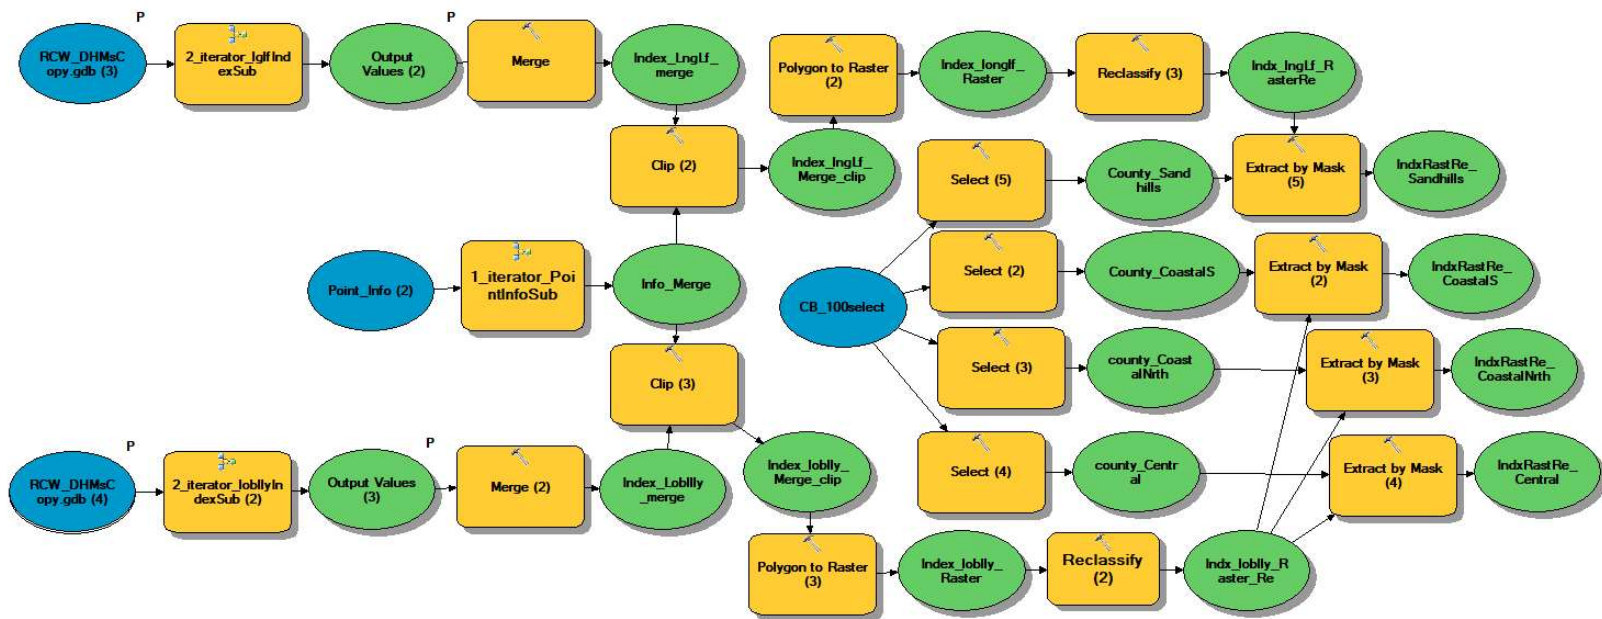 P
P
RCW_DHMsC
opy.gdb (3)
2_iterator_lglfIn
dexSub
Output
Values (2)
Merge
Index_LngLf_
merge
Polygon to Raster
(2)
Index_longlf_
Raster
Reclassify (3)
Indx_lngLf_R
asterRe
Clip (2)
Index_lngLf_
Merge_clip
Select (5)
County_Sand
hills
Extract by Mask
(5)
IndxRastRe_
Sandhills
Point_Info (2)
1_iterator_Poi
ntInfoSub
Info_Merge
CB_100select
Select (2)
County_CoastalS
Extract by Mask
(2)
IndxRastRe_
CoastalS
Clip (3)
Select (3)
county_Coast
alNrth
Extract by Mask
(3)
IndxRastRe_
CoastalNrth
P
P
RCW_DHMsC
opy.gdb (4)
2_iterator_lobllyIn
dexSub (2)
Output Values
(3)
Merge (2)
Index_Loblly
_merge
Index_loblly_
Merge_clip
Select (4)
county_Centr
al
Extract by Mask
(4)
IndxRastRe_
Central
Polygon to Raster
(3)
Index_loblly_
Raster
Reclassify
(2)
Indx_loblly_R
aster_Re